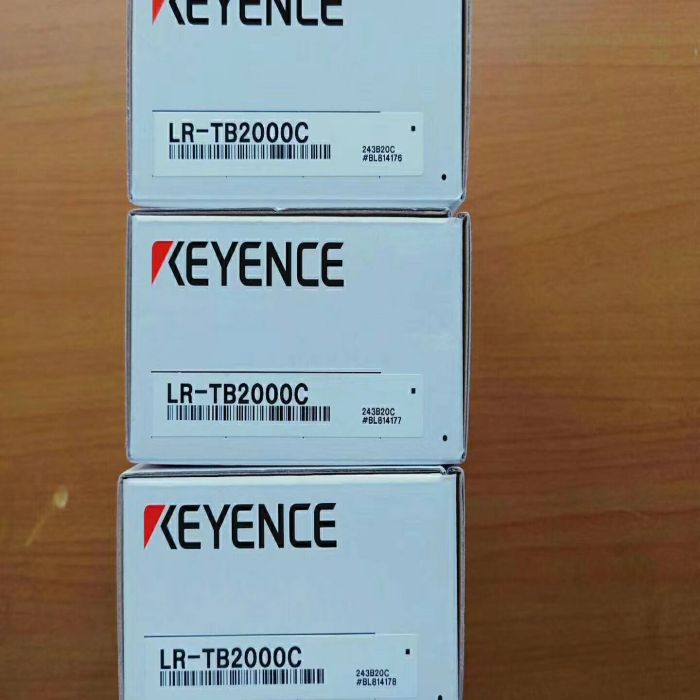 KEYENCE
LR-TB2000C
243B20C
#BL814176
KEYENCE
LR-TB2000C
243B20C
#BL814177
KEYENCE
LR-TB2000C
243B20C
#BL814178